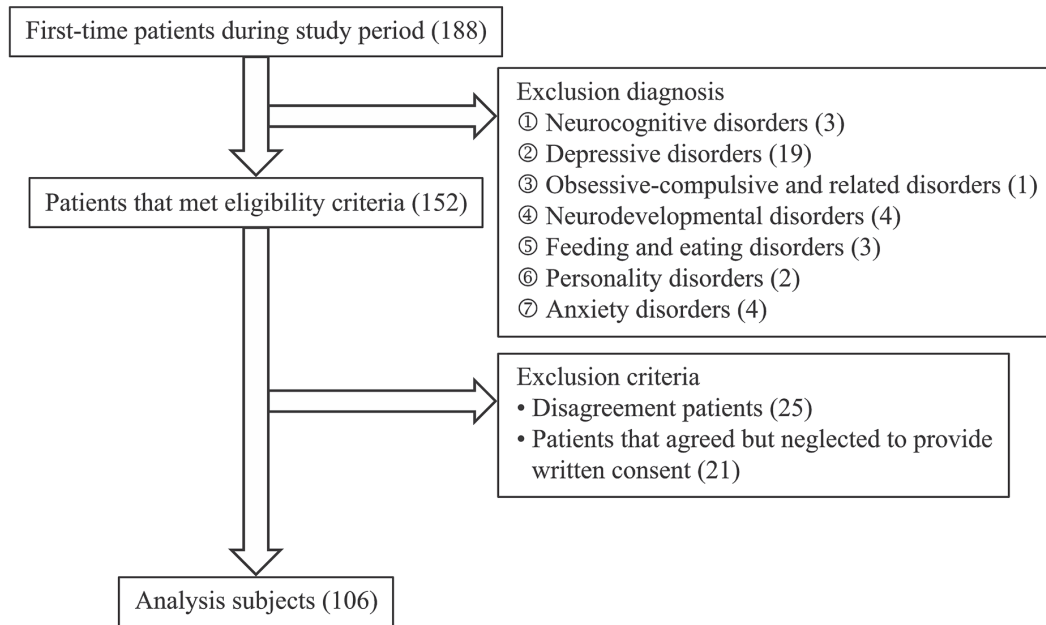 First-time patients during study period (188)
Exclusion diagnosis
① Neurocognitive disorders (3)
② Depressive disorders (19)
③ Obsessive-compulsive and related disorders (1)
④ Neurodevelopmental disorders (4)
⑤ Feeding and eating disorders (3)
⑥ Personality disorders (2)
⑦ Anxiety disorders (4)
Patients that met eligibility criteria (152)
Exclusion criteria
• Disagreement patients (25)
• Patients that agreed but neglected to provide
written consent (21)
Analysis subjects (106)